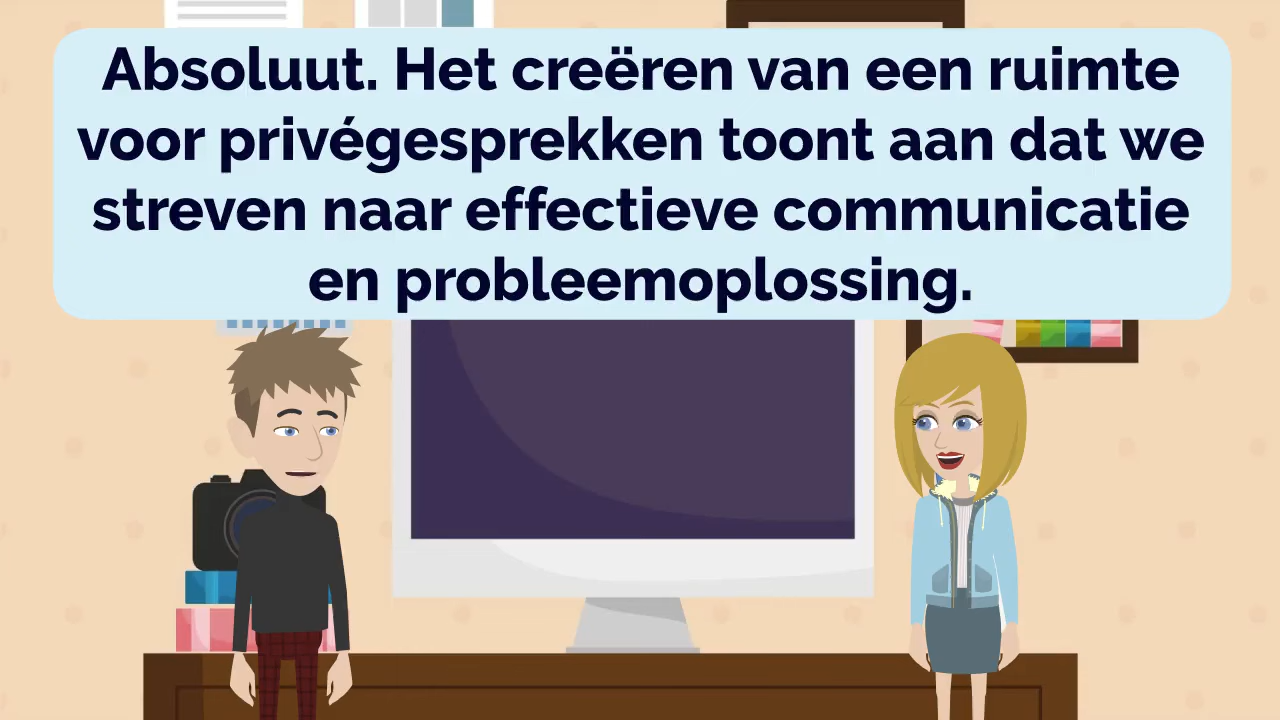 Absoluut. Het creëren van een ruimte
voor privégesprekken toont aan dat we
streven naar effectieve communicatie
en probleemoplossing.